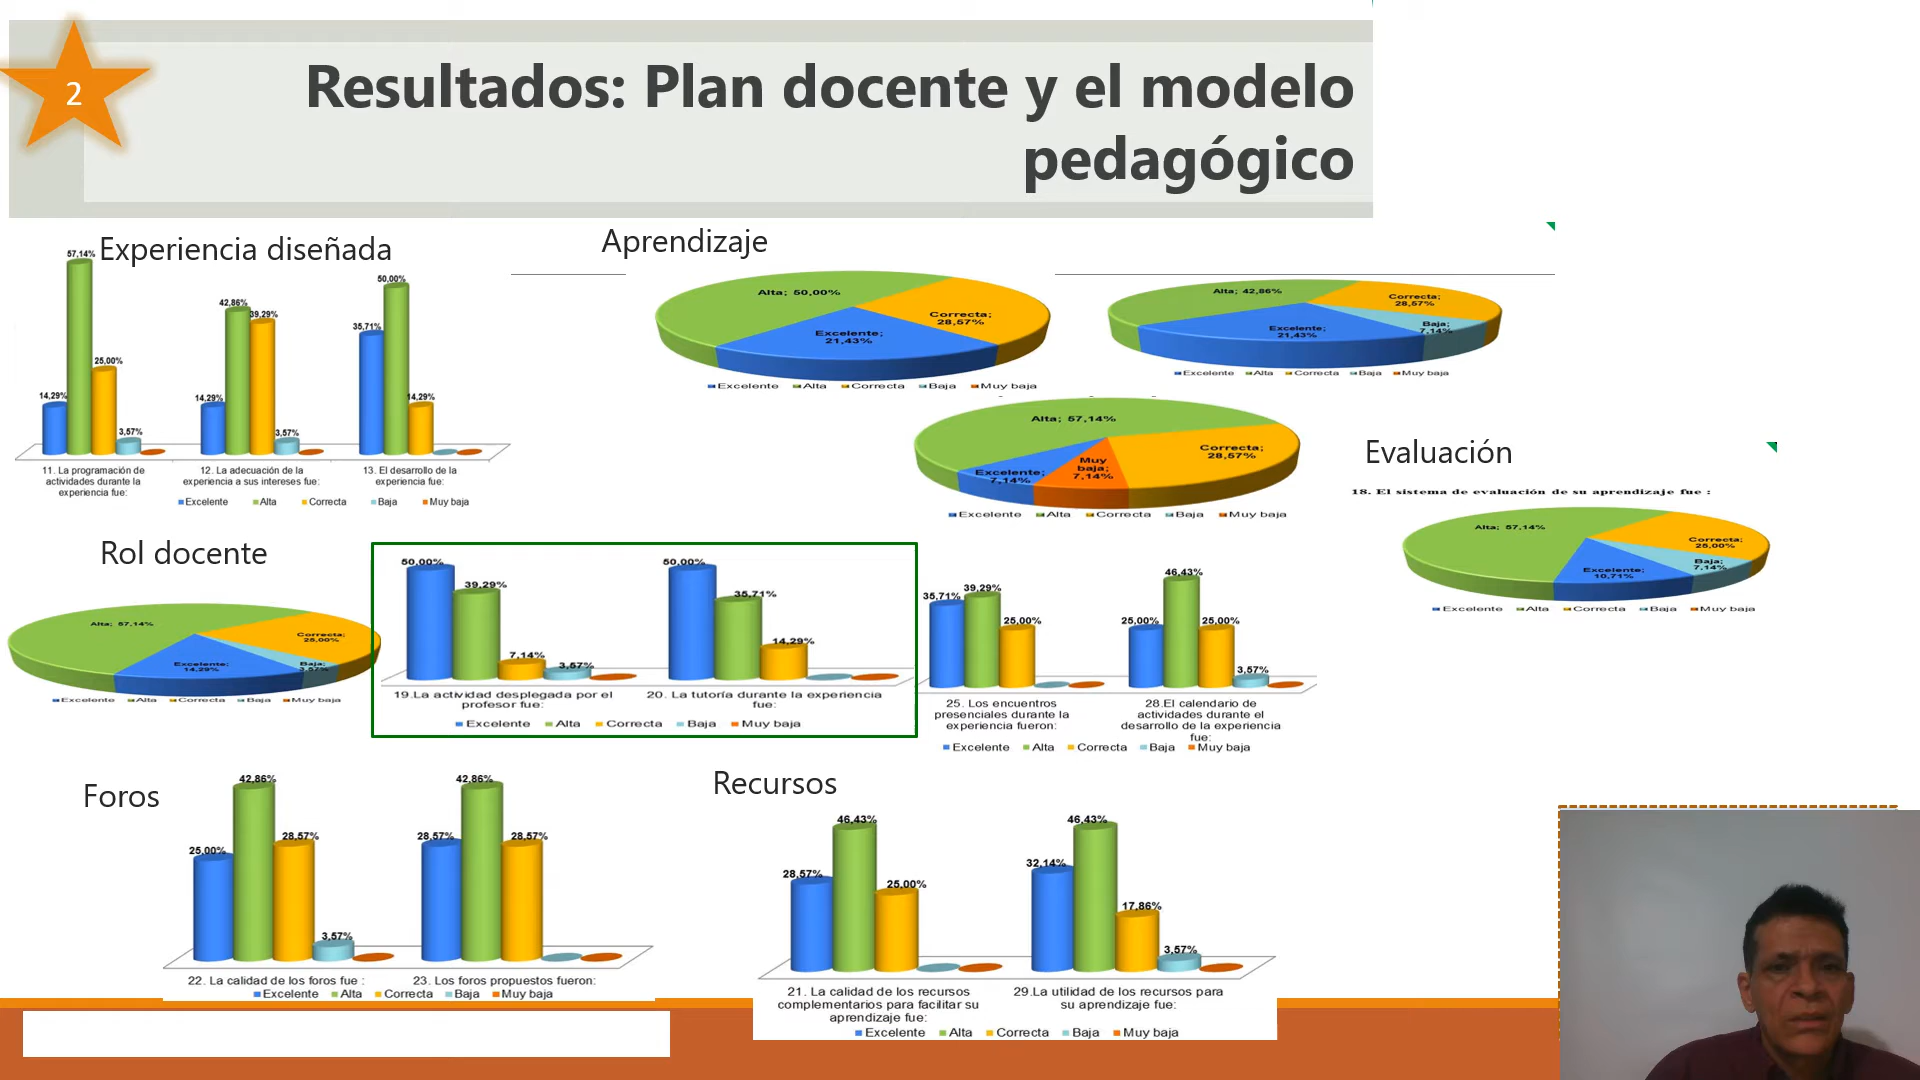 2
Resultados: Plan docente y el modelo
pedagógico
Experiencia diseñada
57,14%
14,29%
25,00%
3,57%
42,86%
39,29%
14,29%
3,57%
50,00%
35,71%
14,29%
11. La programación de
actividades durante la
experiencia fue:
12. La adecuación de la
experiencia a sus intereses fue:
13. El desarrollo de la
experiencia fue:
Excelente Alta Correcta Baja Muy baja
Aprendizaje
Alta; 50,00%
Correcta;
28,57%
Excelente;
21,43%
Excelente Alta Correcta Baja Muy baja
Alta; 42,86%
Correcta;
28,57%
Excelente;
21,43%
Baja;
7,14%
Excelente Alta Correcta Baja Muy baja
Alta; 57,14%
Correcta;
28,57%
Muy
baja;
7,14%
Excelente;
7,14%
Excelente Alta Correcta Baja Muy baja
Evaluación
18. El sistema de evaluación de su aprendizaje fue :
Alta; 57,14%
Correcta;
25,00%
Baja;
7,14%
Excelente;
10,71%
Excelente Alta Correcta Baja Muy baja
Rol docente
Alta; 57,14%
Correcta;
25,00%
Excelente;
14,29%
Baja;
3,57%
Excelente Alta Correcta Baja Muy baja
50,00%
39,29%
7,14%
3,57%
50,00%
35,71%
14,29%
19.La actividad desplegada por el
profesor fue:
20. La tutoría durante la experiencia
fue:
Excelente Alta Correcta Baja Muy baja
35,71%
39,29%
25,00%
25,00%
46,43%
25,00%
3,57%
25. Los encuentros
presenciales durante la
experiencia fueron:
28.El calendario de
actividades durante el
desarrollo de la experiencia
fue:
Excelente Alta Correcta Baja Muy baja
Foros
25,00%
42,86%
28,57%
3,57%
28,57%
42,86%
28,57%
22. La calidad de los foros fue :
23. Los foros propuestos fueron:
Excelente Alta Correcta Baja Muy baja
Recursos
28,57%
46,43%
25,00%
32,14%
46,43%
17,86%
3,57%
21. La calidad de los recursos
complementarios para facilitar su
aprendizaje fue:
29.La utilidad de los recursos para
su aprendizaje fue:
Excelente Alta Correcta Baja Muy baja